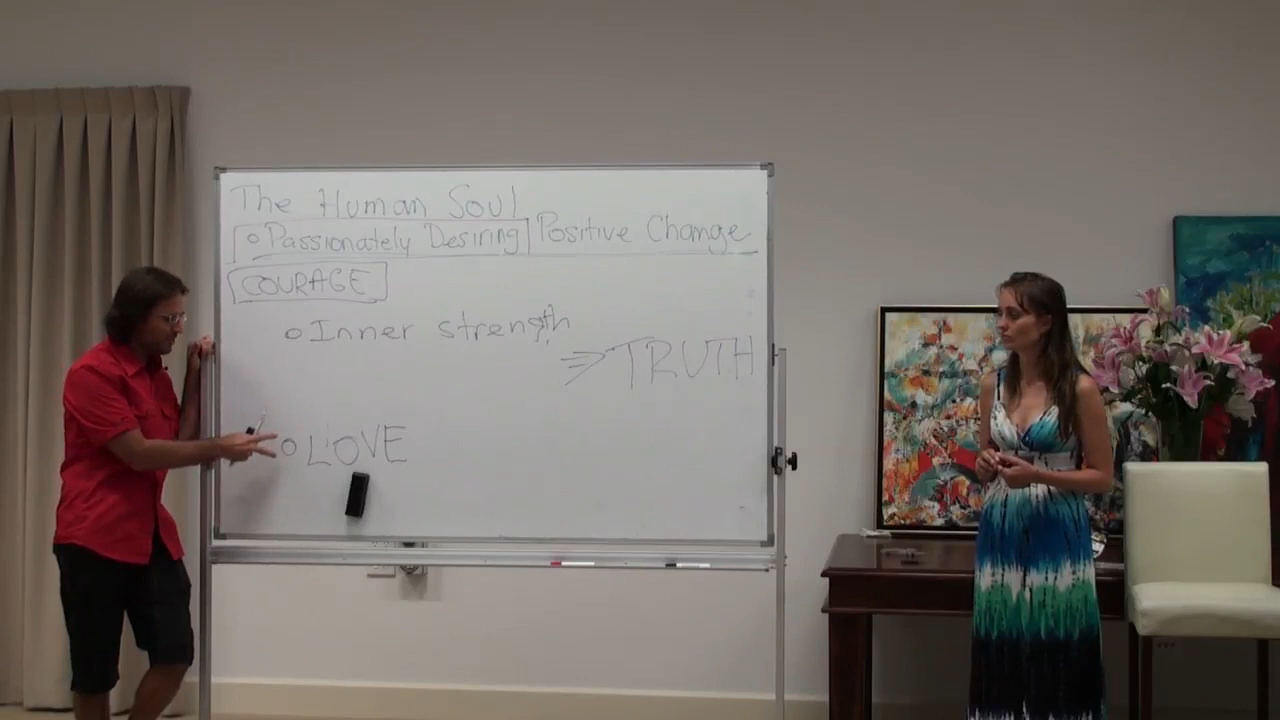 The Human Soul
o Passionately Desiring Positive Change
COURAGE
o Inner strength
⇒ TRUTH
o LOVE